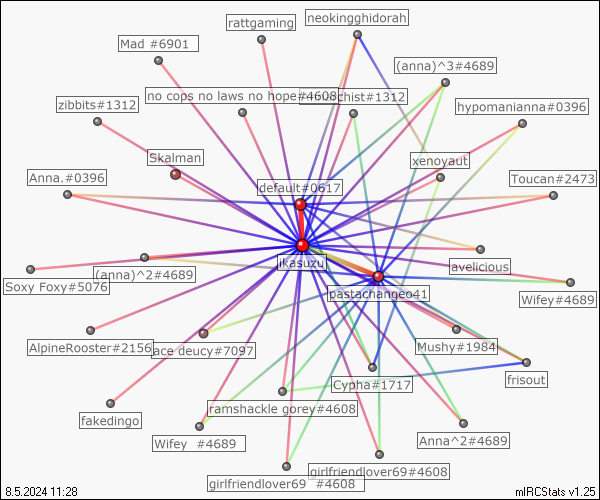 neokingghidorah
rattgaming
Mad #6901
(anna)^3#4689
no cops no laws no hope#4608
chist#1312
zibbits#1312
hypomanianna#0396
Skalman
xenoyaut
Anna.#0396
default#0617
Toucan#2473
jkasuzu
avelicious
(anna)^2#4689
Soxy Foxy#5076
pastachangeo41
Wifey#4689
AlpineRooster#2156
ace deucy#7097
Mushy#1984
frisout
Cypha#1717
ramshackle gorey#4608
fakedingo
Wifey #4689
Anna^2#4689
girlfriendlover69#4608
girlfriendlover69 #4608
8.5.2024 11:28
mIRCStats v1.25